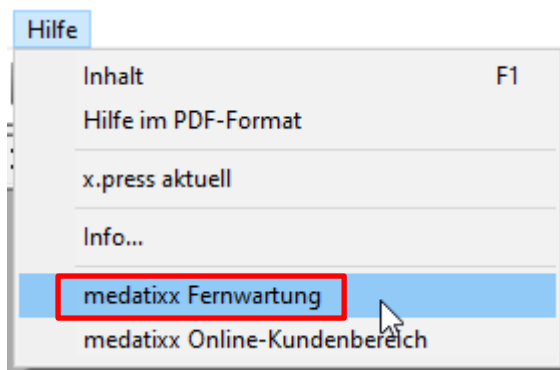 Hilfe
Inhalt F1
Hilfe im PDF-Format
x.press aktuell
Info...
medatixx Fernwartung
medatixx Online-Kundenbereich